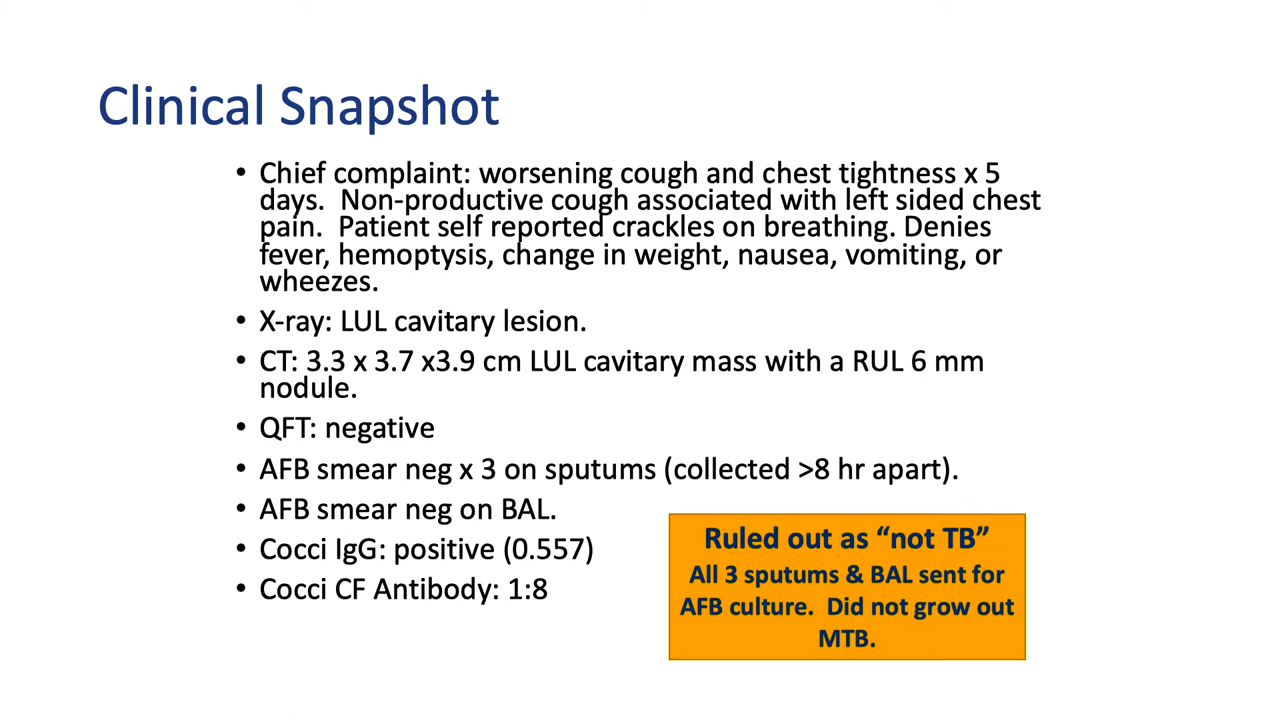 Clinical Snapshot
• Chief complaint: worsening cough and chest tightness x 5
days.  Non-productive cough associated with left sided chest
pain.  Patient self reported crackles on breathing. Denies
fever, hemoptysis, change in weight, nausea, vomiting, or
wheezes.
• X-ray: LUL cavitary lesion.
• CT: 3.3 x 3.7 x3.9 cm LUL cavitary mass with a RUL 6 mm
nodule.
• QFT: negative
• AFB smear neg x 3 on sputums (collected >8 hr apart).
• AFB smear neg on BAL.
• Cocci IgG: positive (0.557)
• Cocci CF Antibody: 1:8
Ruled out as “not TB”
All 3 sputums & BAL sent for
AFB culture.  Did not grow out
MTB.